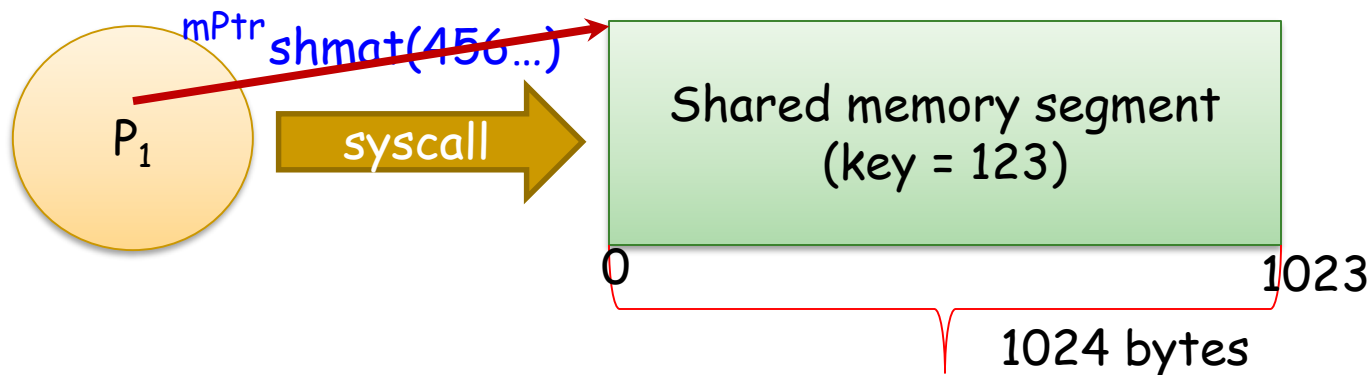 mPtr
shmat(456…)
P1
syscall
Shared memory segment
(key = 123)
0
1023
1024 bytes